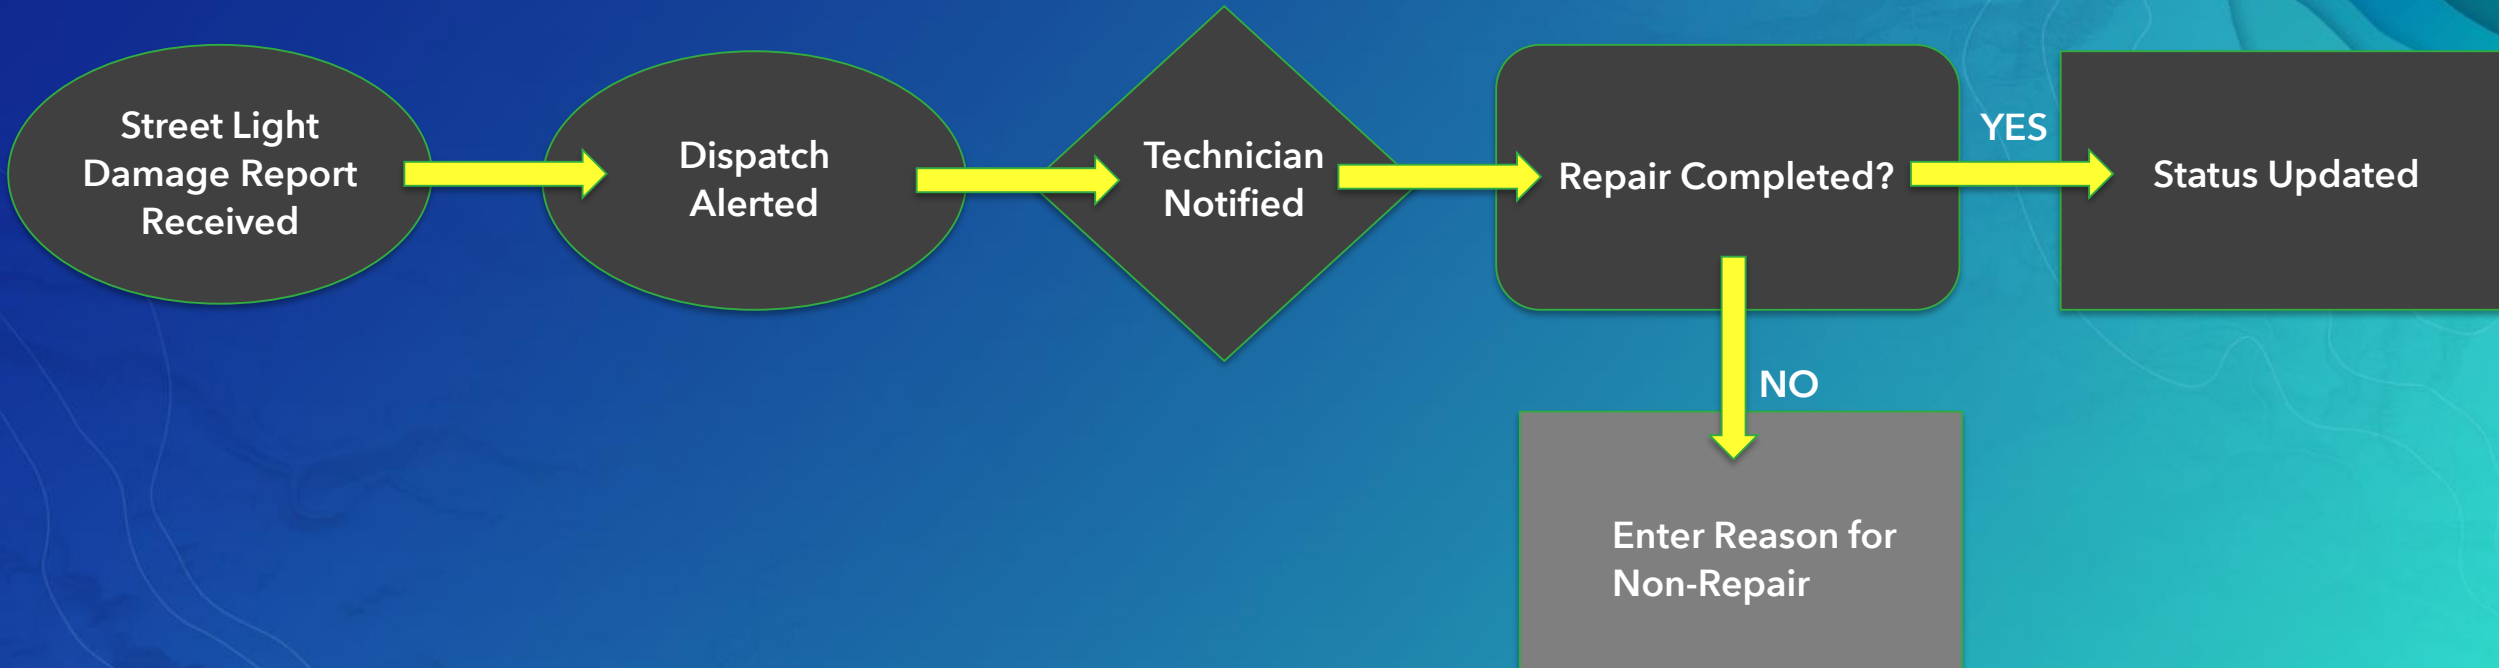 Street Light
Damage Report
Received
Dispatch
Alerted
Technician
Notified
Repair Completed?
YES
Status Updated
NO
Enter Reason for
Non-Repair